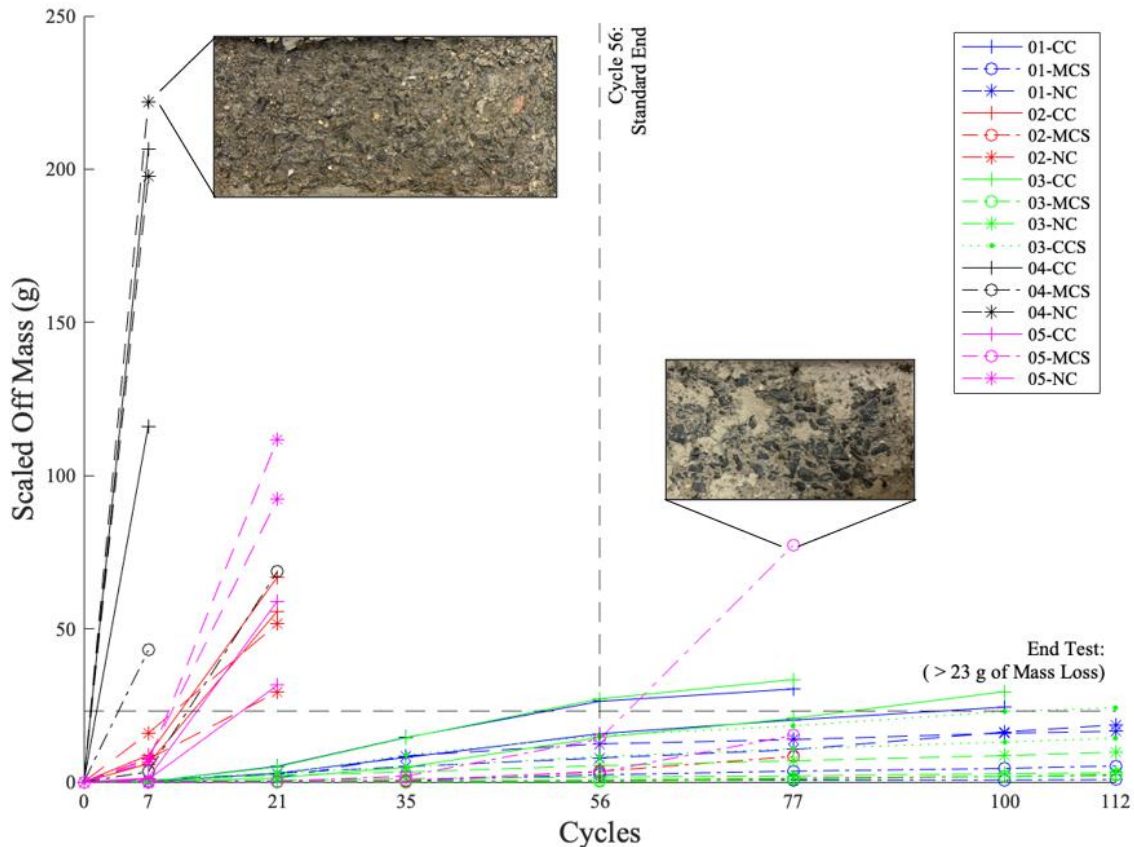 250
200
150
100
50
0
Scaled Off Mass (g)
Cycle 56:
Standard End
01-CC
01-MCS
01-NC
02-CC
02-MCS
02-NC
03-CC
03-MCS
03-NC
03-CCS
04-CC
04-MCS
04-NC
05-CC
05-MCS
05-NC
End Test:
( > 23 g of Mass Loss)
0 7 21 35 56 77 100 112
Cycles